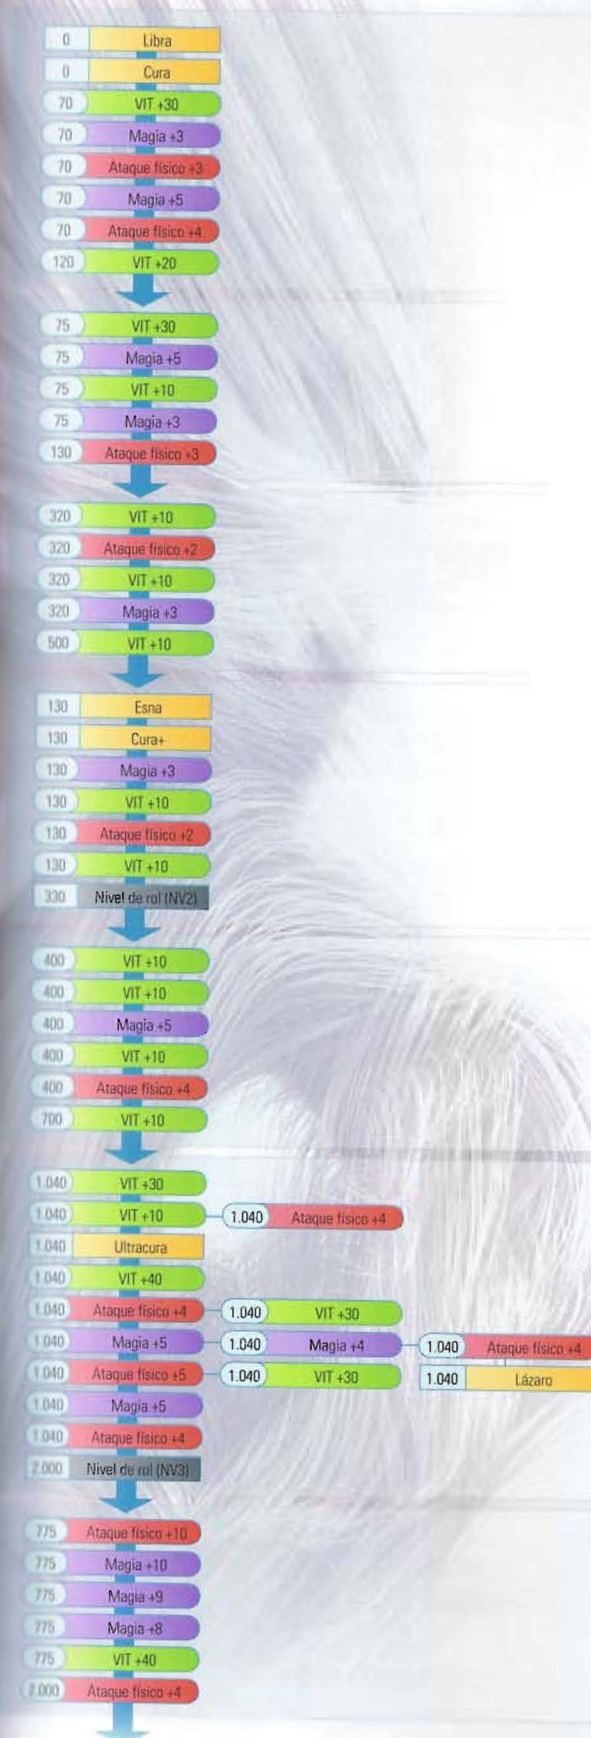 0 Libra
0 Cura
70 VIT +30
70 Magia +3
70 Ataque físico +3
70 Magia +5
70 Ataque físico +4
120 VIT +20
75 VIT +30
75 Magia +5
75 VIT +10
75 Magia +3
130 Ataque físico +3
320 VIT +10
320 Ataque físico +2
320 VIT +10
320 Magia +3
500 VIT +10
130 Esna
130 Cura+
130 Magia +3
130 VIT +10
130 Ataque físico +2
130 VIT +10
330 Nivel de rol (NV2)
400 VIT +10
400 VIT +10
400 Magia +5
400 VIT +10
400 Ataque físico +4
700 VIT +10
1.040 VIT +30
1.040 VIT +10 1.040 Ataque físico +4
1.040 Ultracura
1.040 VIT +40
1.040 Ataque físico +4 1.040 VIT +30
1.040 Magia +5 1.040 Magia +4 1.040 Ataque físico +4
1.040 Ataque físico +5 1.040 VIT +30 1.040 Lázaro
1.040 Magia +5
1.040 Ataque físico +4
2.000 Nivel de rol (NV3)
775 Ataque físico +10
775 Magia +10
775 Magia +9
775 Magia +8
775 VIT +40
2.000 Ataque físico +4